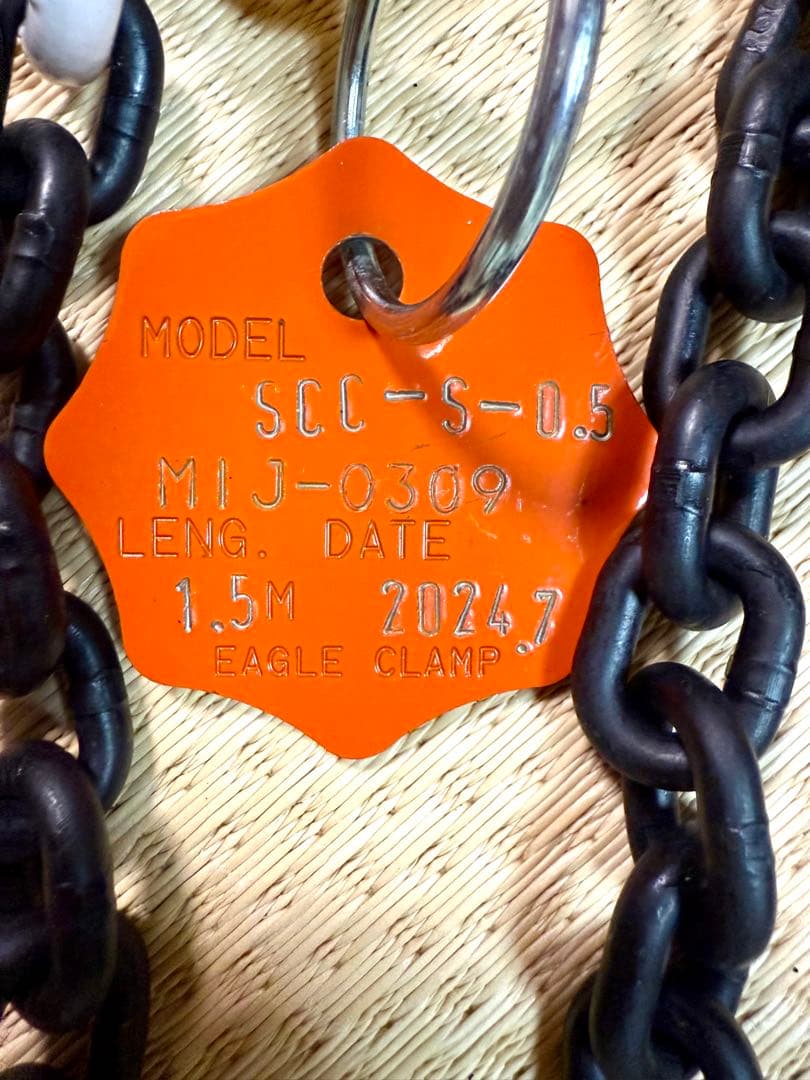 MODEL
SCC-S-0.5
MIJ-0309
LENG. DATE
1.5M 2024.7
EAGLE CLAMP